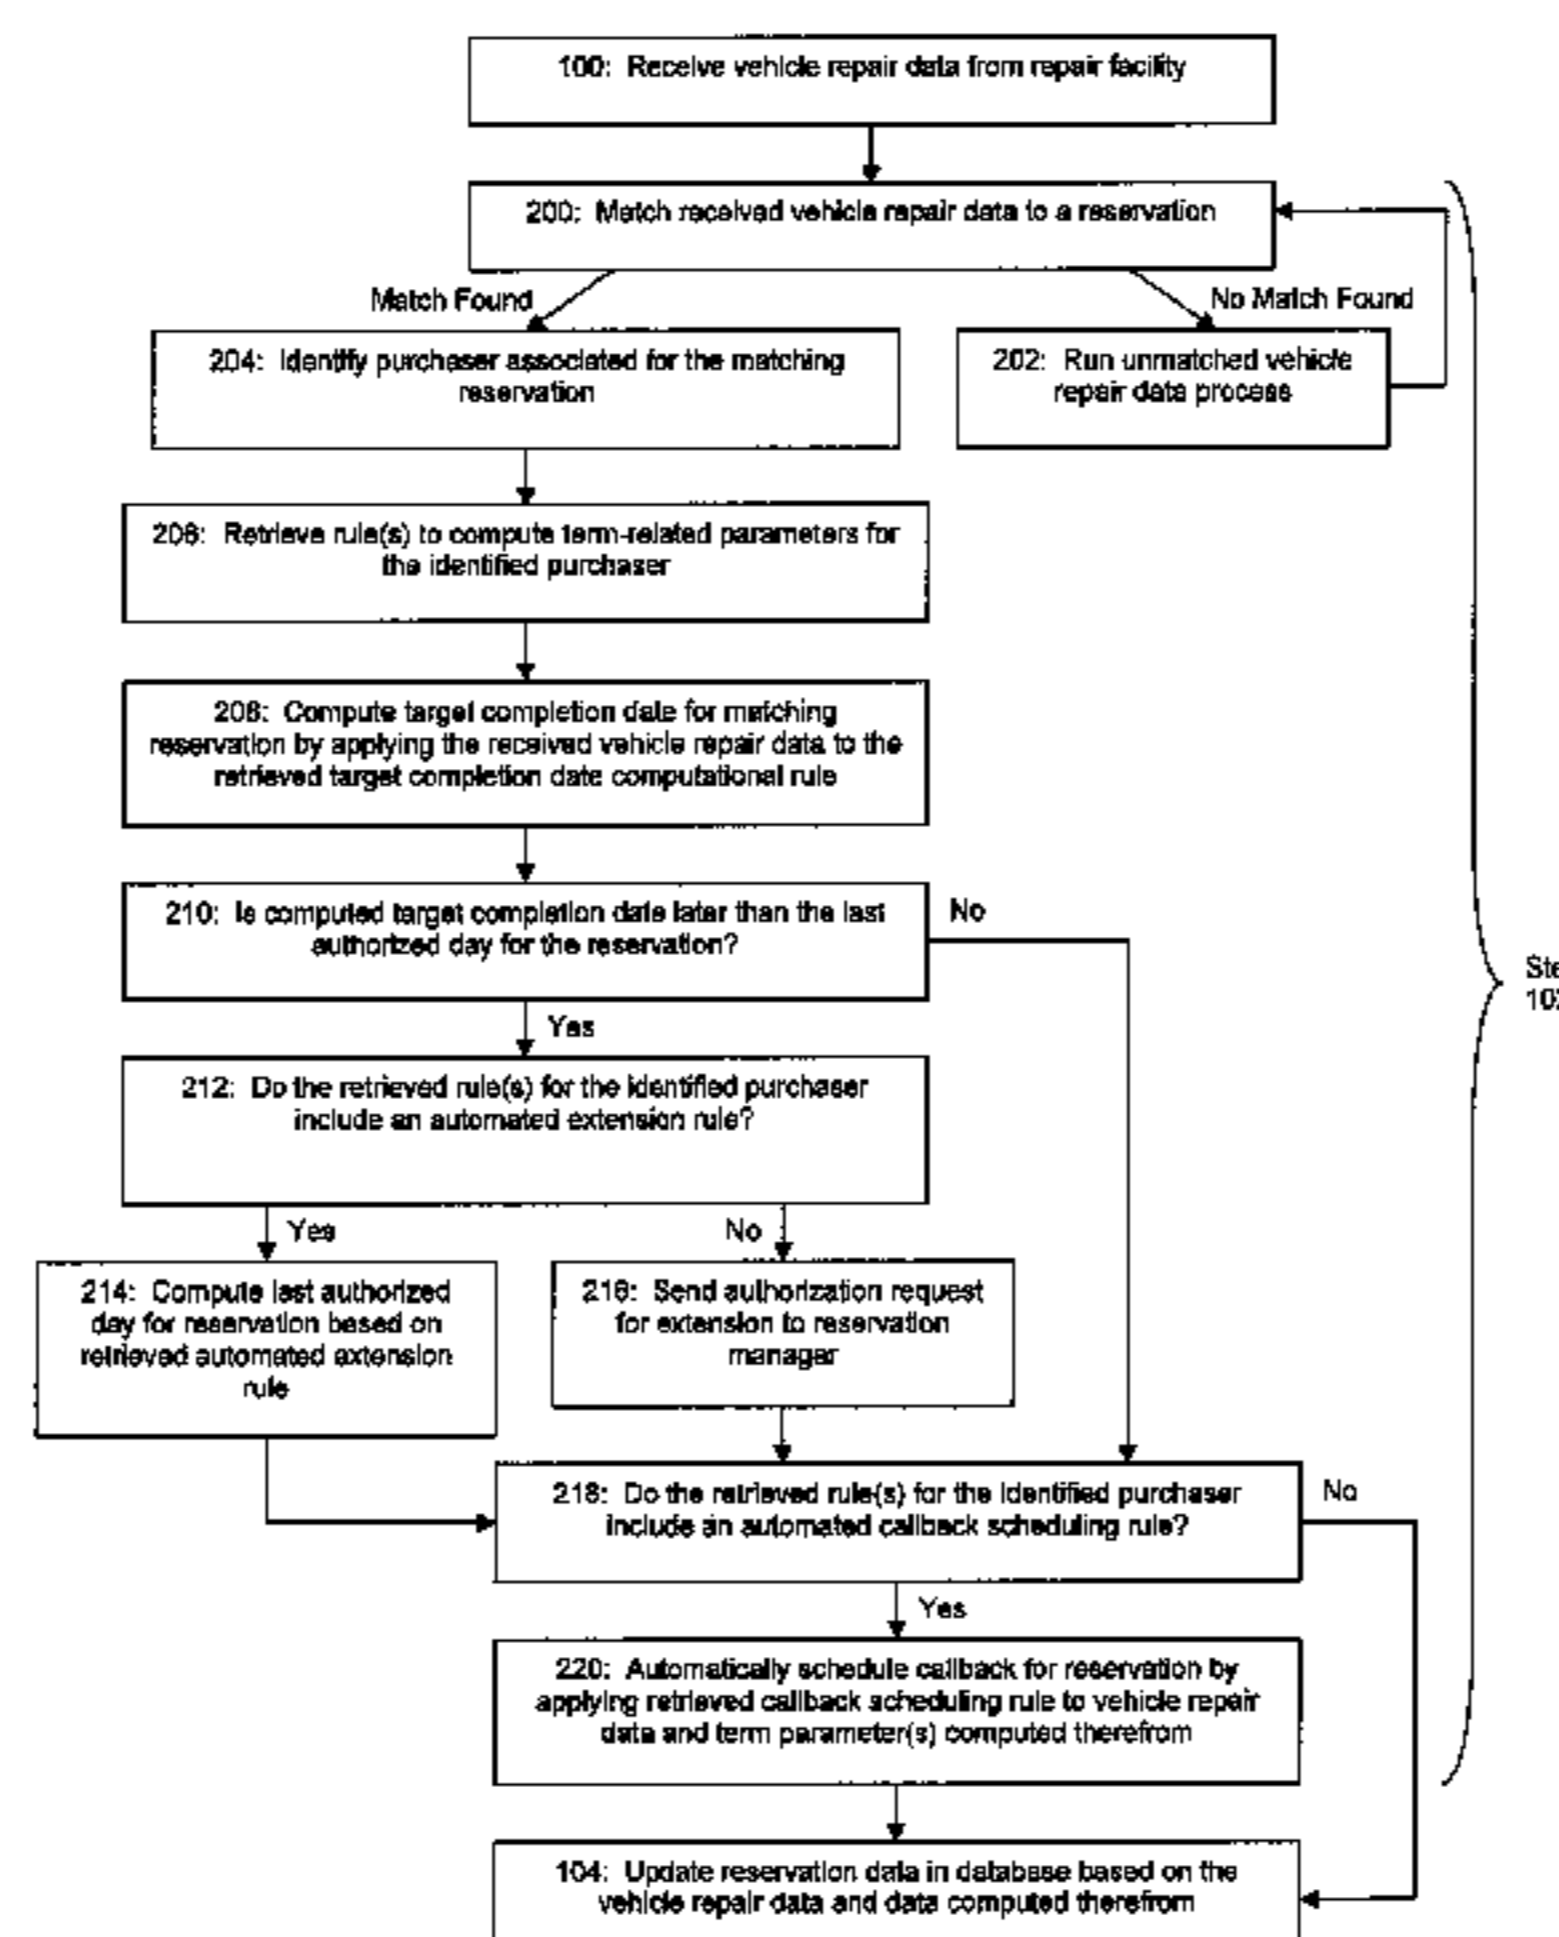 100: Receive vehicle repair data from repair facility
200: Match received vehicle repair data to a reservation
Match Found
No Match Found
204: Identify purchaser associated for the matching
reservation
202: Run unmatched vehicle
repair data process
206: Retrieve rule(s) to compute term-related parameters for
the identified purchaser
208: Compute target completion date for matching
reservation by applying the received vehicle repair data to the
retrieved target completion date computational rule
210: Is computed target completion date later than the last
authorized day for the reservation?
No
Yes
212: Do the retrieved rule(s) for the identified purchaser
include an automated extension rule?
Yes
No
214: Compute last authorized
day for reservation based on
retrieved automated extension
rule
216: Send authorization request
for extension to reservation
manager
218: Do the retrieved rule(s) for the identified purchaser
include an automated callback scheduling rule?
No
Yes
220: Automatically schedule callback for reservation by
applying retrieved callback scheduling rule to vehicle repair
data and term parameter(s) computed therefrom
104: Update reservation data in database based on the
vehicle repair data and data computed therefrom